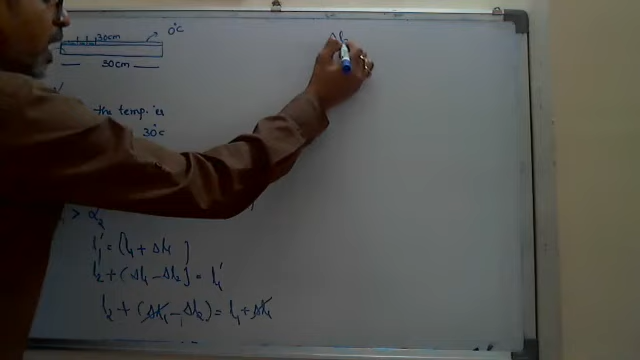 30cm
0°C
30cm
the temp. is
30°C
> α₂
l₁' = [l₁ + Δl₁]
l₂ + (Δl₁ - Δl₂) = l₁'
l₂ + (Δl₁ - Δl₂) = l₁ + Δl₁